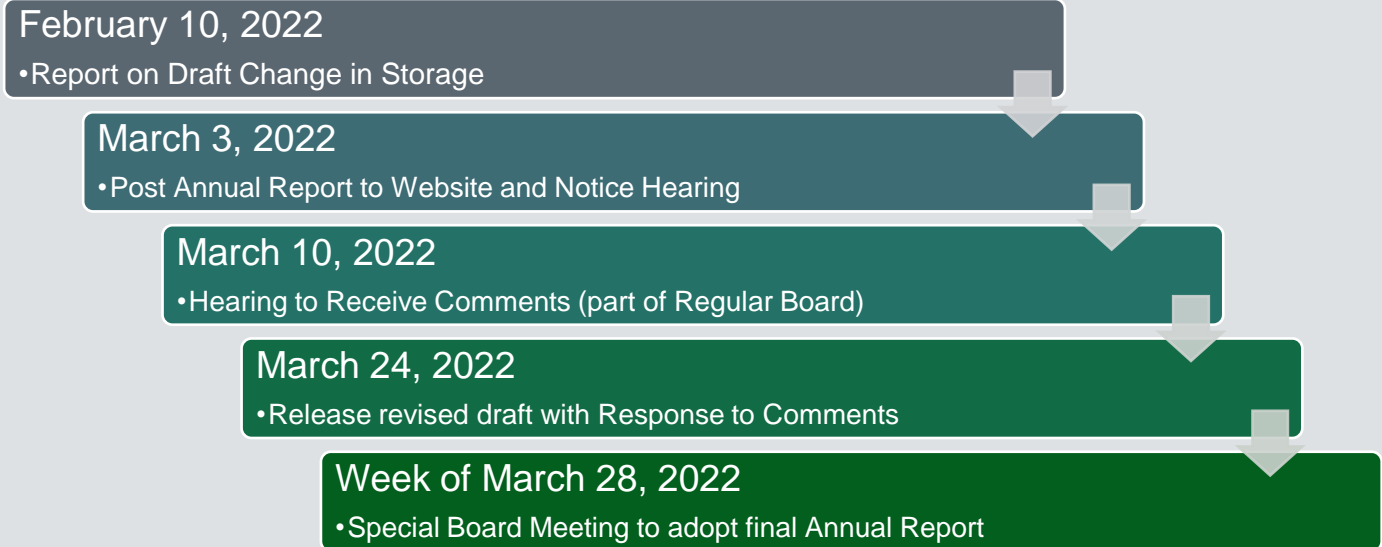 February 10, 2022
•Report on Draft Change in Storage
March 3, 2022
•Post Annual Report to Website and Notice Hearing
March 10, 2022
•Hearing to Receive Comments (part of Regular Board)
March 24, 2022
•Release revised draft with Response to Comments
Week of March 28, 2022
•Special Board Meeting to adopt final Annual Report